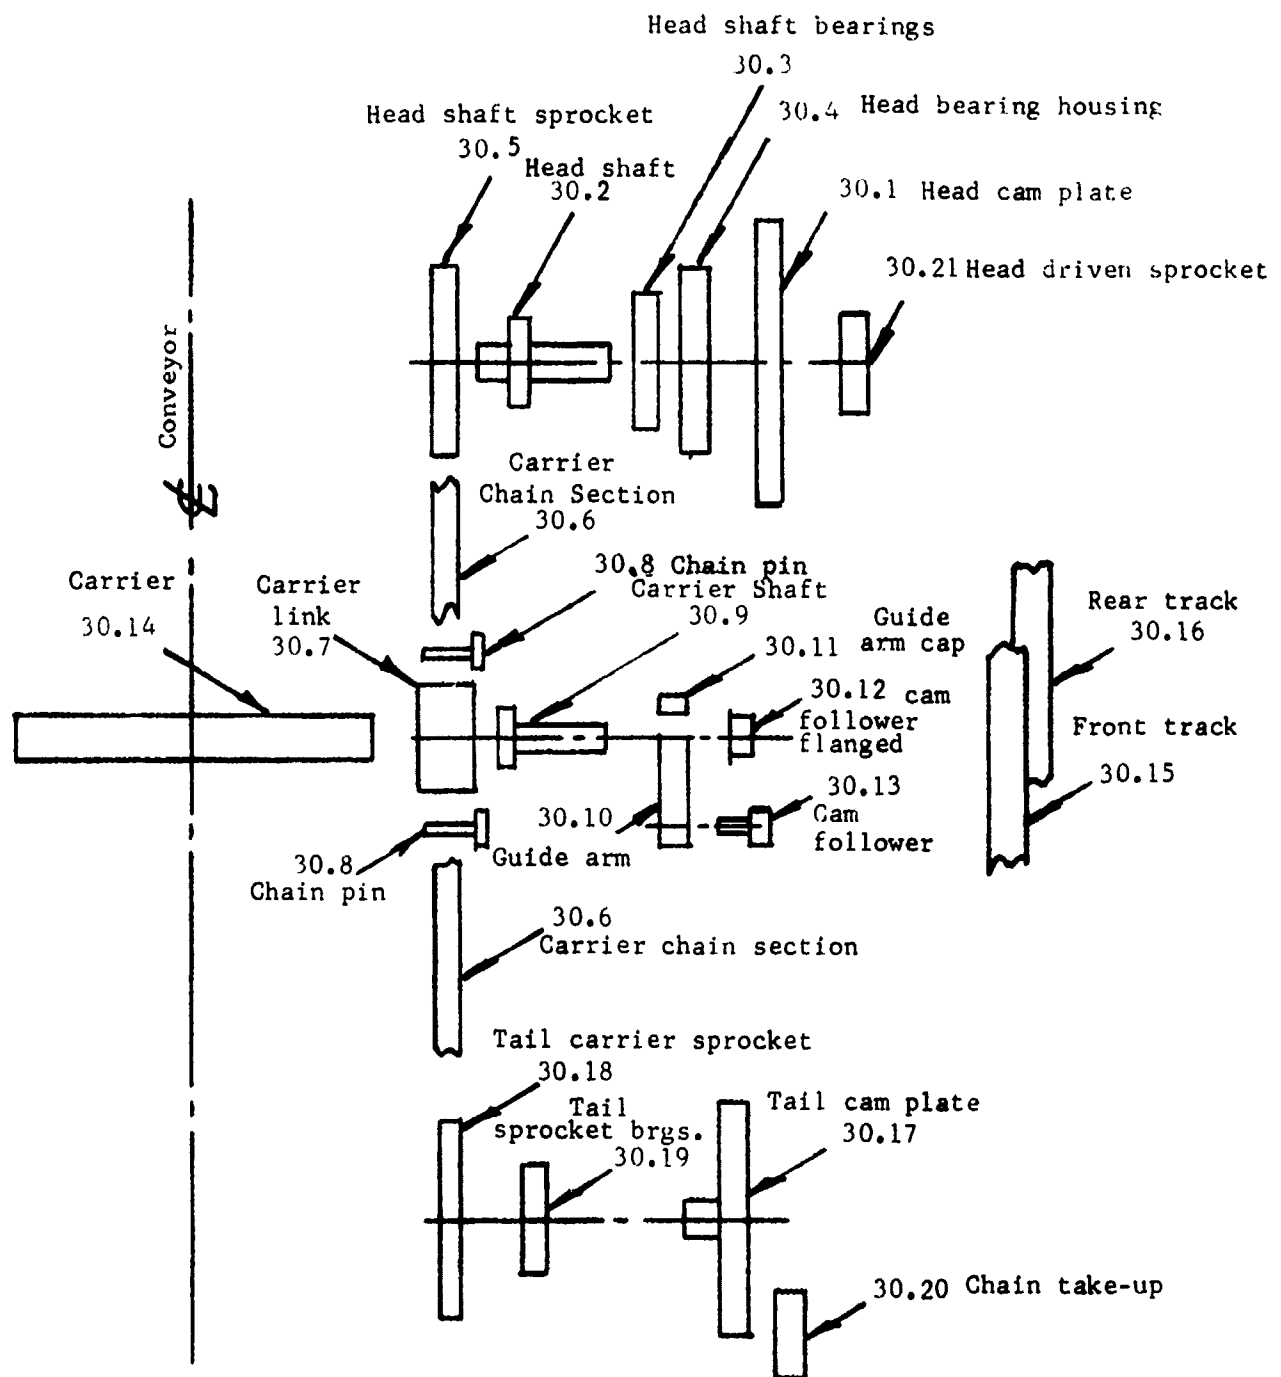 Head shaft bearings
30.3
30.4 Head bearing housing
Head shaft sprocket
30.5
Head shaft
30.2
30.1 Head cam plate
30.21 Head driven sprocket
Conveyor
Carrier
Chain Section
30.6
30.8 Chain pin
Carrier Shaft
30.9
Carrier
30.14
Carrier
link
30.7
Guide
30.11 arm cap
Rear track
30.16
30.12 cam
follower
flanged
Front track
30.15
30.13
Cam
follower
30.10
Guide arm
30.8
Chain pin
30.6
Carrier chain section
Tail carrier sprocket
30.18
Tail
sprocket brgs.
30.19
Tail cam plate
30.17
30.20 Chain take-up